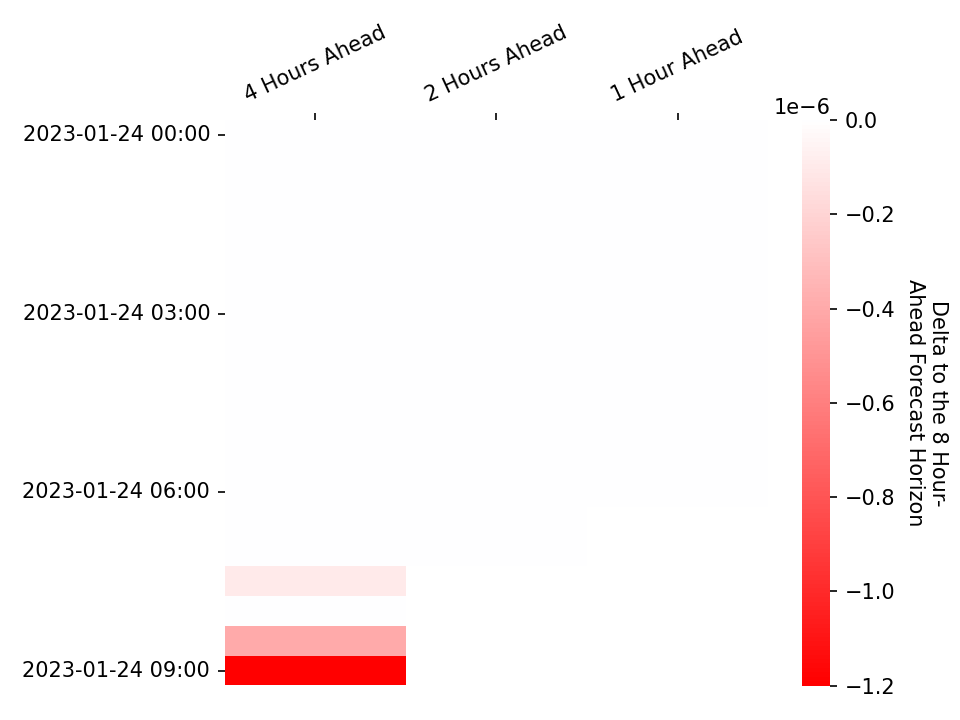 4 Hours Ahead
2 Hours Ahead
1 Hour Ahead
1e−6
2023-01-24 00:00
2023-01-24 03:00
2023-01-24 06:00
2023-01-24 09:00
0.0
−0.2
−0.4
−0.6
−0.8
−1.0
−1.2
Delta to the 8 Hour-
Ahead Forecast Horizon